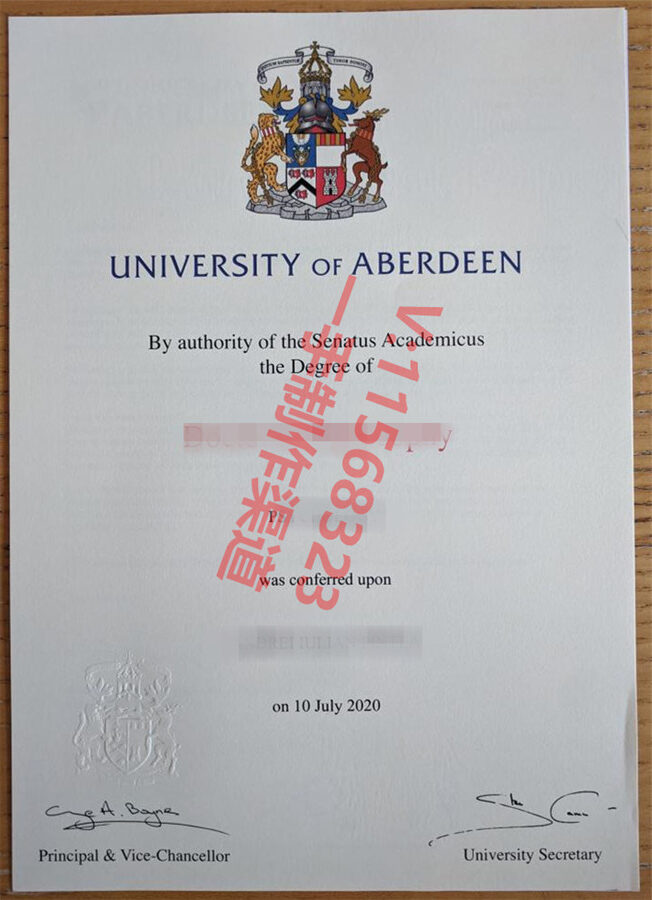 UNIVERSITY OF ABERDEEN
By authority of the Senatus Academicus
the Degree of
was conferred upon
on 10 July 2020
Principal & Vice-Chancellor
University Secretary
V:11568323
一手制作渠道